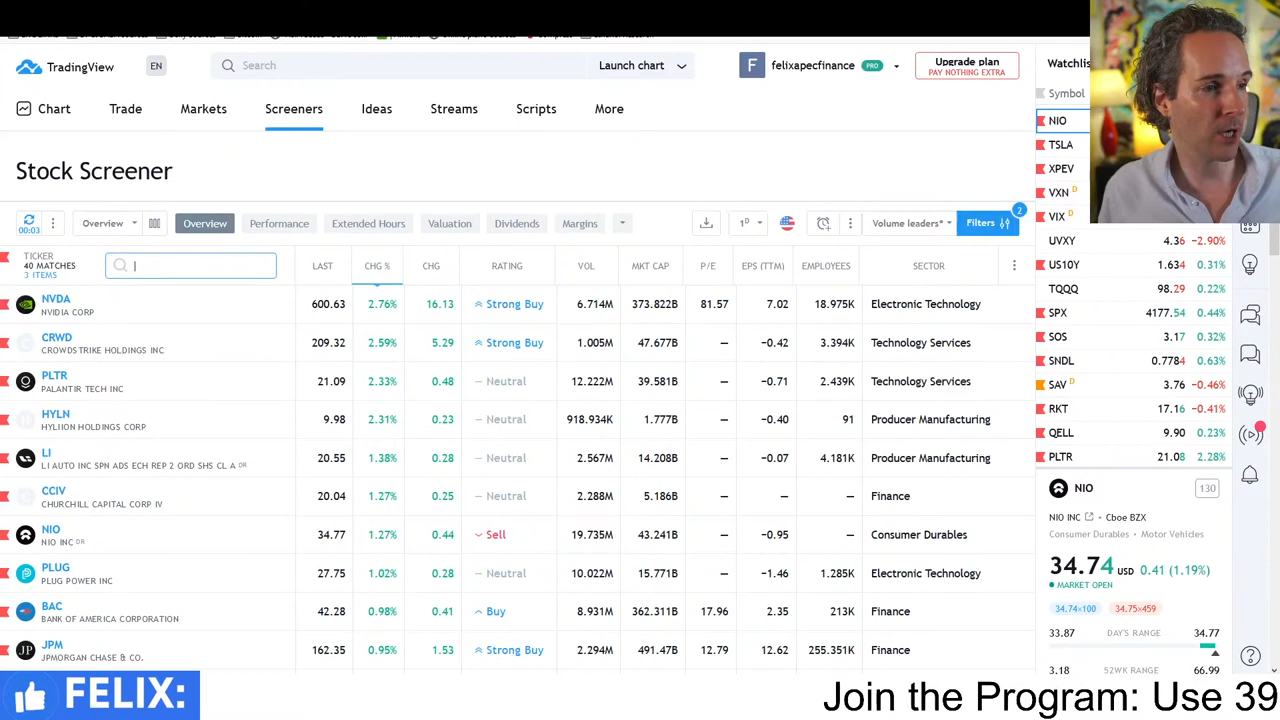 TradingView
EN
Search
Launch chart
F
felixapecfinance
PRO
Upgrade plan
PAY NOTHING EXTRA
Chart
Trade
Markets
Screeners
Ideas
Streams
Scripts
More
Stock Screener
00:03
Overview
Overview
Performance
Extended Hours
Valuation
Dividends
Margins
1D
Volume leaders*
Filters
2
TICKER
40 MATCHES
3 ITEMS
LAST
CHG %
CHG
RATING
VOL
MKT CAP
P/E
EPS (TTM)
EMPLOYEES
SECTOR
NVDA 600.63 2.76% 16.13 Strong Buy 6.714M 373.822B 81.57 7.02 18.975K Electronic Technology
NVIDIA CORP
CRWD 209.32 2.59% 5.29 Strong Buy 1.005M 47.677B — −0.42 3.394K Technology Services
CROWDSTRIKE HOLDINGS INC
PLTR 21.09 2.33% 0.48 — Neutral 12.222M 39.581B — −0.71 2.439K Technology Services
PALANTIR TECH INC
HYLN 9.98 2.31% 0.23 — Neutral 918.934K 1.777B — −0.40 91 Producer Manufacturing
HYLIION HOLDINGS CORP
LI 20.55 1.38% 0.28 — Neutral 2.567M 14.208B — −0.07 4.181K Producer Manufacturing
LI AUTO INC SPN ADS ECH REP 2 ORD SHS CL A DR
CCIV 20.04 1.27% 0.25 — Neutral 2.288M 5.186B — — — Finance
CHURCHILL CAPITAL CORP IV
NIO 34.77 1.27% 0.44 Sell 19.735M 43.241B — −0.95 — Consumer Durables
NIO INC DR
PLUG 27.75 1.02% 0.28 — Neutral 10.022M 15.771B — −1.46 1.285K Electronic Technology
PLUG POWER INC
BAC 42.28 0.98% 0.41 Buy 8.931M 362.311B 17.96 2.35 213K Finance
BANK OF AMERICA CORPORATION
JPM 162.35 0.95% 1.53 Strong Buy 2.294M 491.47B 12.79 12.62 255.351K Finance
JPMORGAN CHASE & CO.
Watchlis
Symbol
NIO
TSLA
XPEV
VXN D
VIX D
UVXY 4.36 −2.90%
US10Y 1.634 0.31%
TQQQ 98.29 0.22%
SPX 4177.54 0.44%
SOS 3.17 0.32%
SNDL 0.7784 0.63%
SAV D 3.76 −0.46%
RKT 17.16 −0.41%
QELL 9.90 0.23%
PLTR 21.08 2.28%
NIO 130
NIO INC • Cboe BZX
Consumer Durables • Motor Vehicles
34.74 USD 0.41 (1.19%)
MARKET OPEN
34.74×100 34.75×459
33.87 DAY'S RANGE 34.77
3.18 52WK RANGE 66.99
FELIX:
Join the Program: Use 39